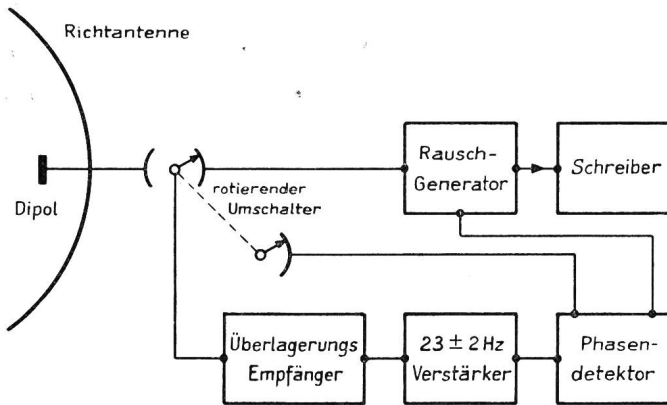 Richtantenne
Dipol
rotierender
Umschalter
Rausch-
Generator
Schreiber
Überlagerungs
Empfänger
23 ± 2 Hz
Verstärker
Phasen-
detektor